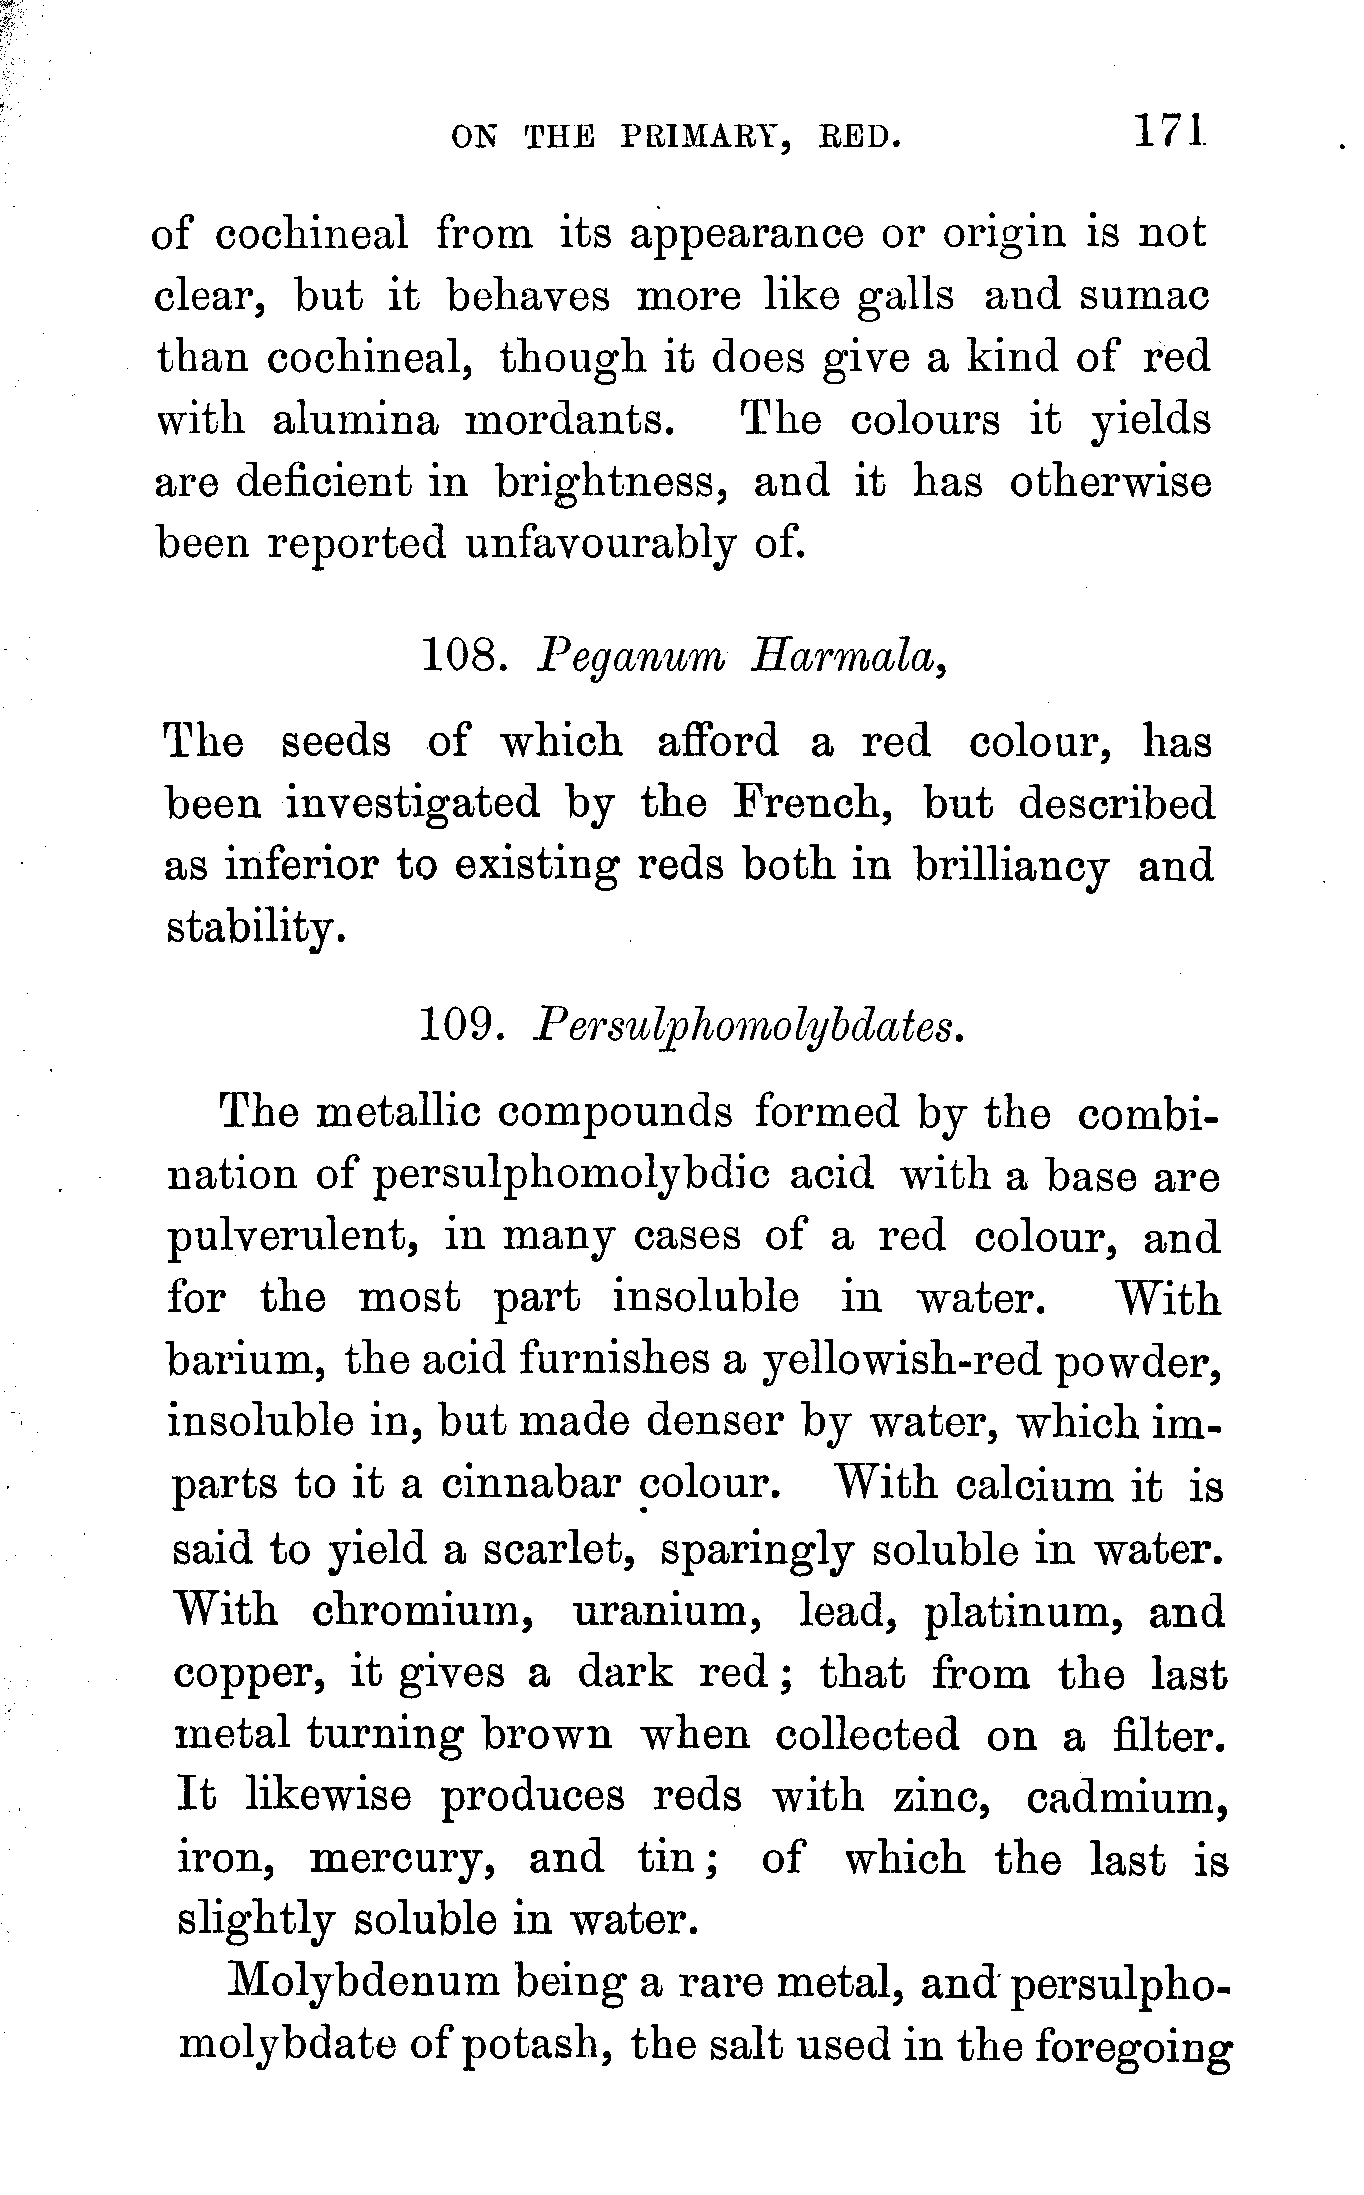 ON THE PRIMARY, RED. 171
of cochineal from its appearance or origin is not
clear, but it behaves more like galls and sumac
than cochineal, though it does give a kind of red
with alumina mordants. The colours it yields
are deficient in brightness, and it has otherwise
been reported unfavourably of.
108. Peganum Harmala,
The seeds of which afford a red colour, has
been investigated by the French, but described
as inferior to existing reds both in brilliancy and
stability.
109. Persulphomolybdates.
The metallic compounds formed by the combi-
nation of persulphomolybdic acid with a base are
pulverulent, in many cases of a red colour, and
for the most part insoluble in water. With
barium, the acid furnishes a yellowish-red powder,
insoluble in, but made denser by water, which im-
parts to it a cinnabar colour. With calcium it is
said to yield a scarlet, sparingly soluble in water.
With chromium, uranium, lead, platinum, and
copper, it gives a dark red; that from the last
metal turning brown when collected on a filter.
It likewise produces reds with zinc, cadmium,
iron, mercury, and tin; of which the last is
slightly soluble in water.
Molybdenum being a rare metal, and persulpho-
molybdate of potash, the salt used in the foregoing